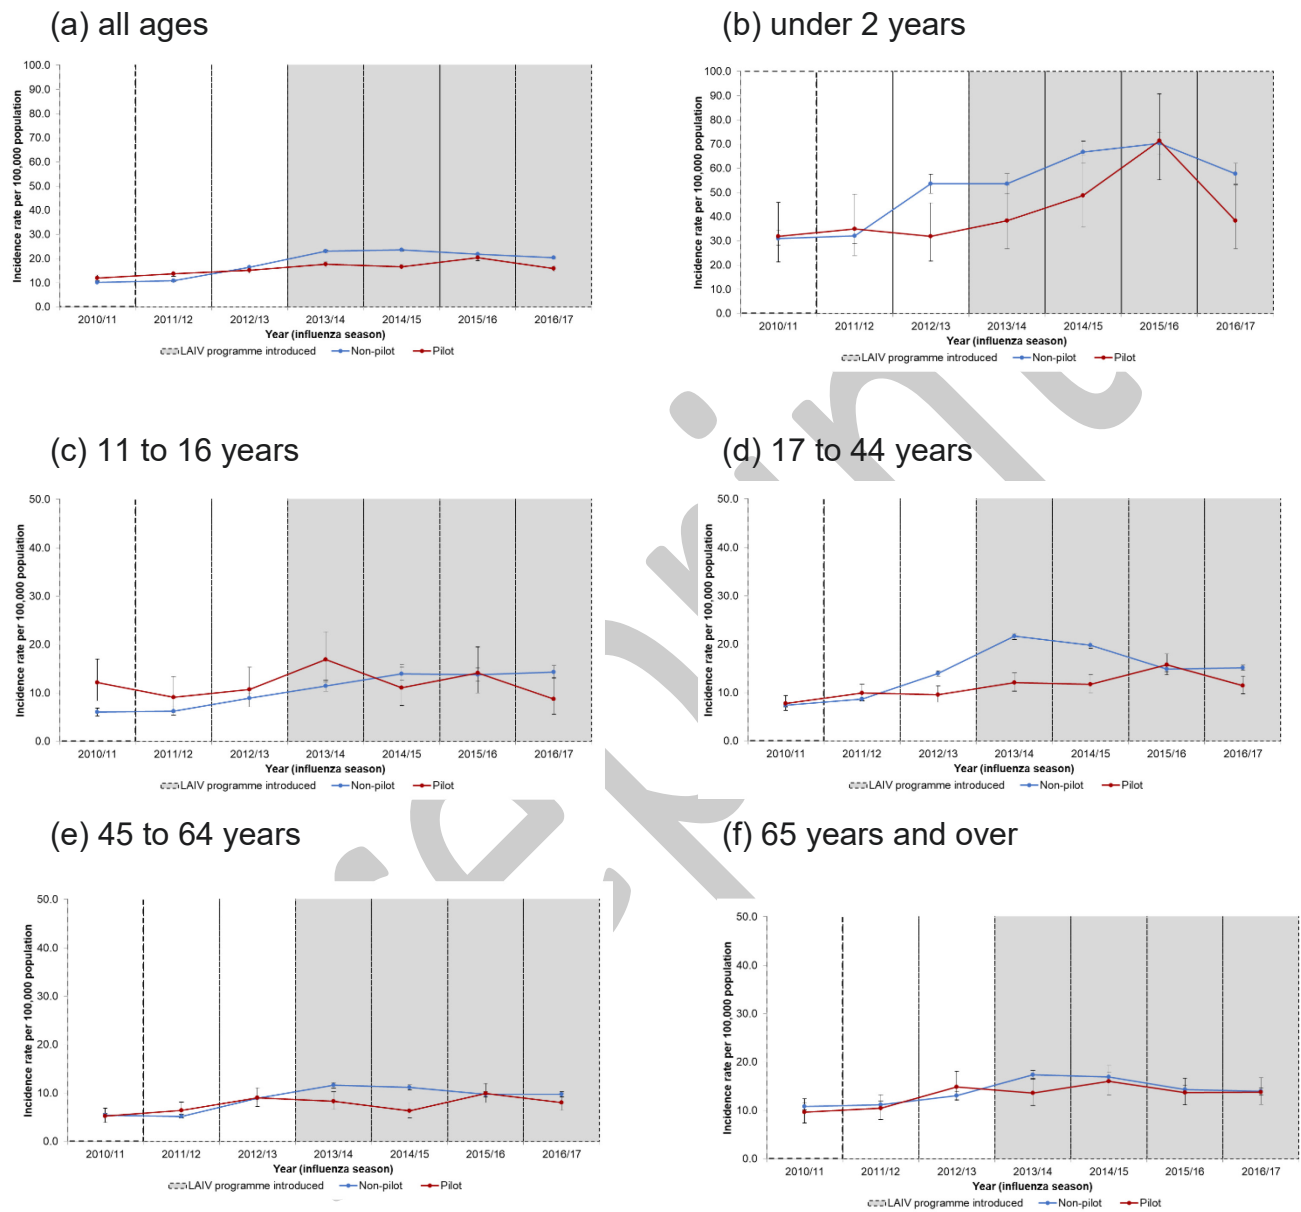 (a) all ages
100.0
90.0
80.0
70.0
60.0
50.0
40.0
30.0
20.0
10.0
0.0
Incidence rate per 100,000 population
2010/11 2011/12 2012/13 2013/14 2014/15 2015/16 2016/17
Year (influenza season)
LAIV programme introduced Non-pilot Pilot
(b) under 2 years
100.0
90.0
80.0
70.0
60.0
50.0
40.0
30.0
20.0
10.0
0.0
Incidence rate per 100,000 population
2010/11 2011/12 2012/13 2013/14 2014/15 2015/16 2016/17
Year (influenza season)
LAIV programme introduced Non-pilot Pilot
(c) 11 to 16 years
50.0
40.0
30.0
20.0
10.0
0.0
Incidence rate per 100,000 population
2010/11 2011/12 2012/13 2013/14 2014/15 2015/16 2016/17
Year (influenza season)
LAIV programme introduced Non-pilot Pilot
(d) 17 to 44 years
50.0
40.0
30.0
20.0
10.0
0.0
Incidence rate per 100,000 population
2010/11 2011/12 2012/13 2013/14 2014/15 2015/16 2016/17
Year (influenza season)
LAIV programme introduced Non-pilot Pilot
(e) 45 to 64 years
50.0
40.0
30.0
20.0
10.0
0.0
Incidence rate per 100,000 population
2010/11 2011/12 2012/13 2013/14 2014/15 2015/16 2016/17
Year (influenza season)
LAIV programme introduced Non-pilot Pilot
(f) 65 years and over
50.0
40.0
30.0
20.0
10.0
0.0
Incidence rate per 100,000 population
2010/11 2011/12 2012/13 2013/14 2014/15 2015/16 2016/17
Year (influenza season)
LAIV programme introduced Non-pilot Pilot